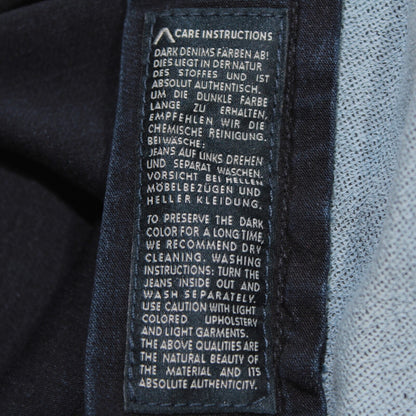 CARE INSTRUCTIONS
DARK DENIMS FÄRBEN AB!
DIES LIEGT IN DER NATUR
DES STOFFES UND IST
ABSOLUT AUTHENTISCH.
UM DIE DUNKLE FARBE
LANGE ZU ERHALTEN,
EMPFEHLEN WIR DIE
CHEMISCHE REINIGUNG.
BEI WÄSCHE:
JEANS AUF LINKS DREHEN
UND SEPARAT WASCHEN.
VORSICHT BEI HELLEN
MÖBELBEZÜGEN UND
HELLER KLEIDUNG.
TO PRESERVE THE DARK
COLOR FOR A LONG TIME,
WE RECOMMEND DRY
CLEANING. WASHING
INSTRUCTIONS: TURN THE
JEANS INSIDE OUT AND
WASH SEPARATELY.
USE CAUTION WITH LIGHT
COLORED UPHOLSTERY
AND LIGHT GARMENTS.
THE ABOVE QUALITIES ARE
THE NATURAL BEAUTY OF
THE MATERIAL AND ITS
ABSOLUTE AUTHENTICITY.